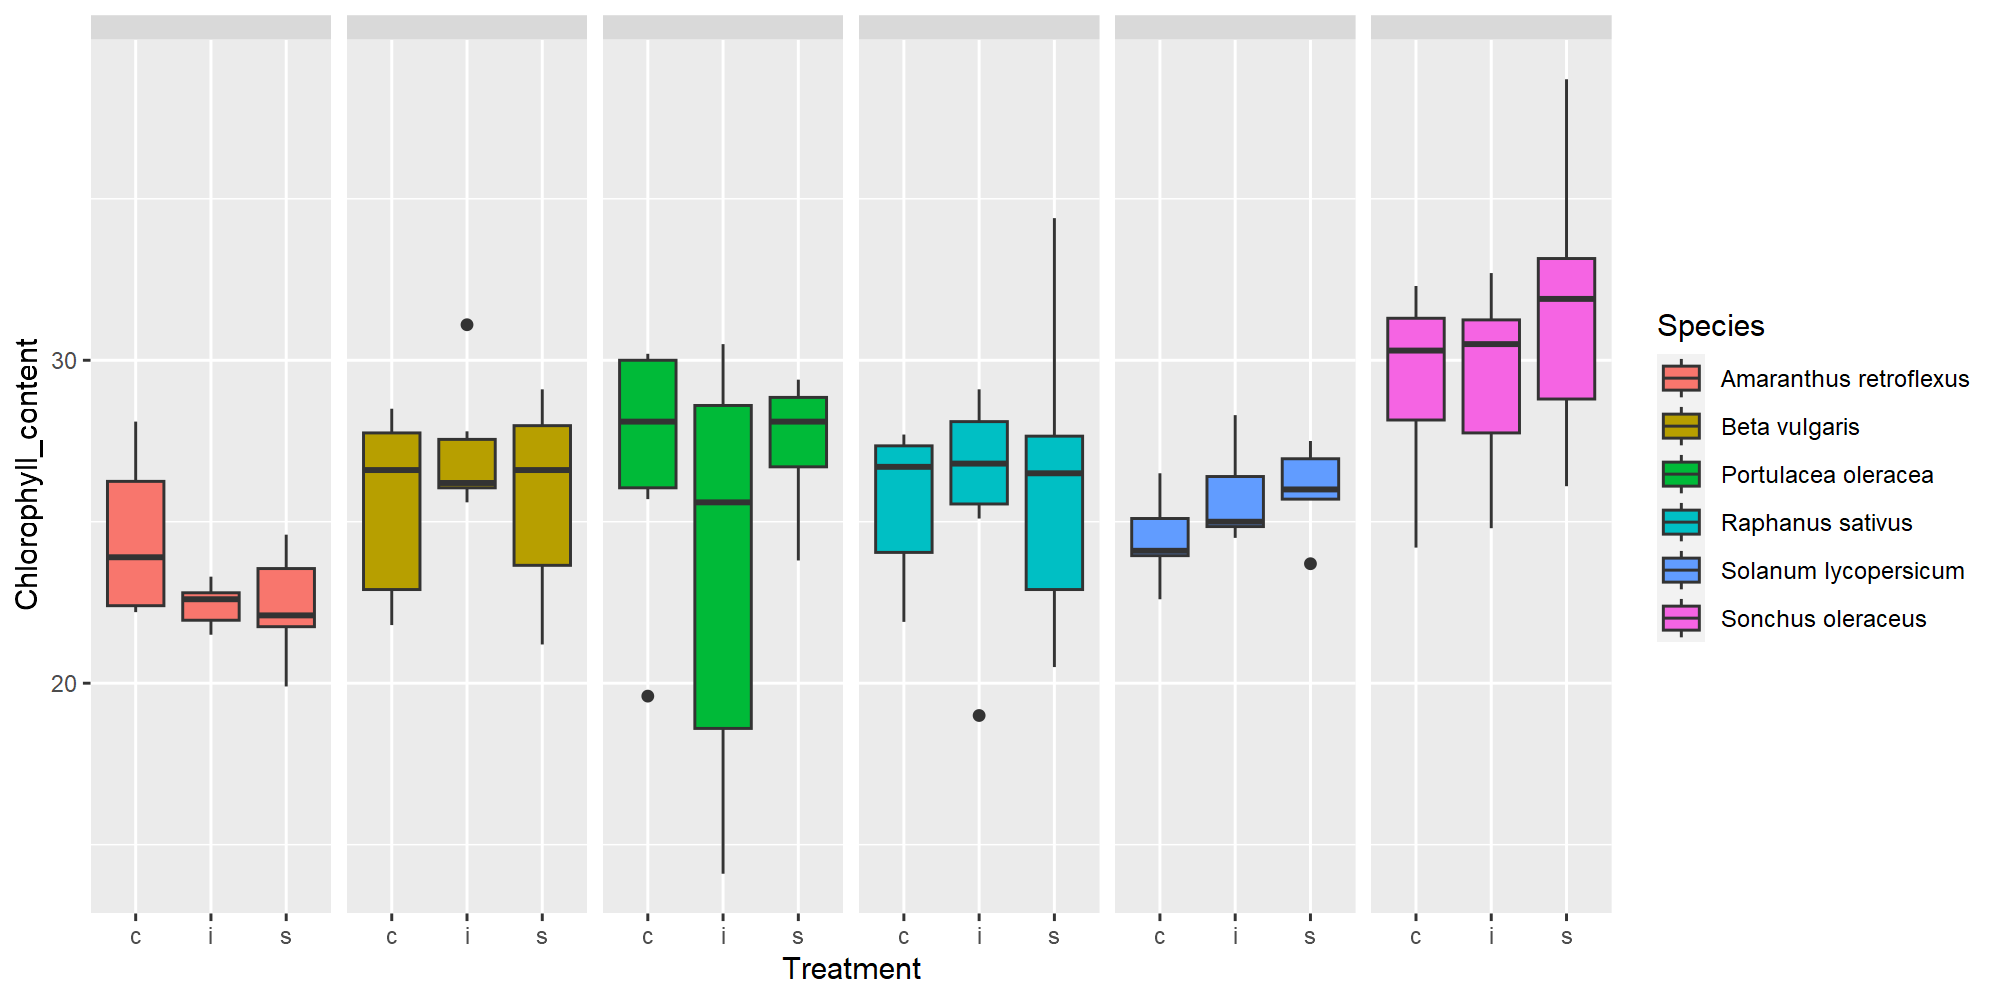 Chlorophyll_content
30
20
c i s c i s c i s c i s c i s c i s
Treatment
Species
Amaranthus retroflexus
Beta vulgaris
Portulacea oleracea
Raphanus sativus
Solanum lycopersicum
Sonchus oleraceus